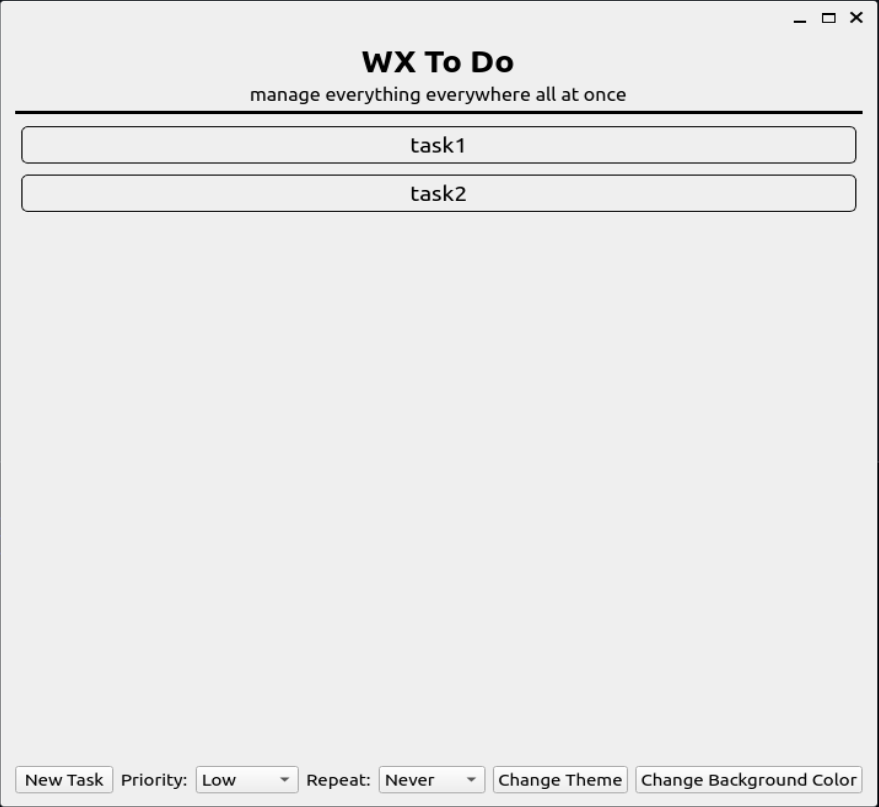 WX To Do
manage everything everywhere all at once
task1
task2
New Task Priority: Low Repeat: Never Change Theme Change Background Color